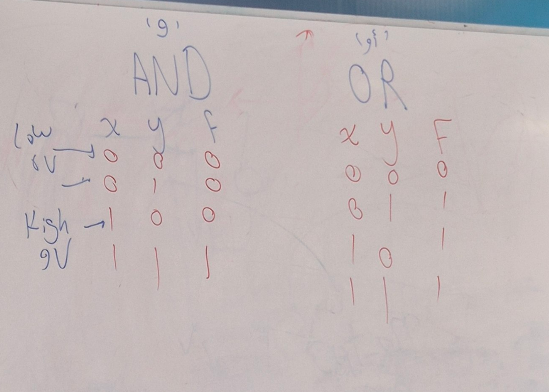 'و'
AND
x y F
Low
0V → 0 0 0
→ 0 1 0
High → 1 0 0
9V 1 1 1
'او'
OR
x y F
0 0 0
0 1 1
1 0 1
1 1 1